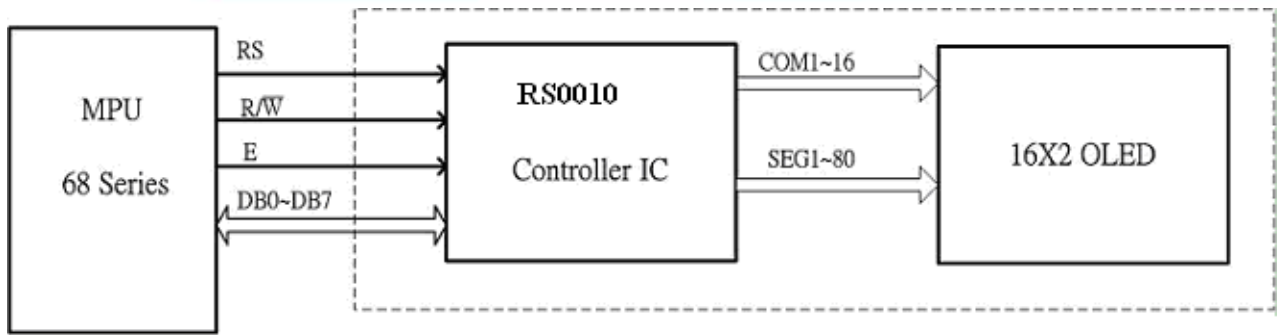 MPU
68 Series
RS
R/W̅
E
DB0~DB7
RS0010
Controller IC
COM1~16
SEG1~80
16X2 OLED